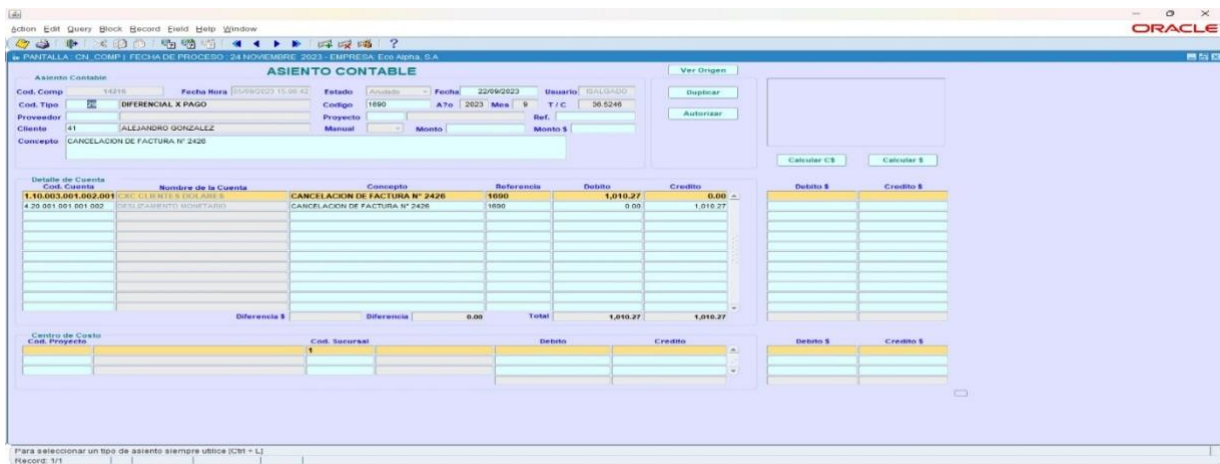 Action Edit Query Block Record Field Help Window
ORACLE
PANTALLA: CN_COMP | FECHA DE PROCESO : 24 NOVIEMBRE 2023 - EMPRESA: Eco Alpha, S.A
ASIENTO CONTABLE
Ver Origen
Asiento Contable
Cod. Comp 14216 Fecha Hora 05/09/2023 15:08:42 Estado Anulado Fecha 22/09/2023 Usuario
Duplicar
Cod. Tipo DIFERENCIAL X PAGO Codigo 1690 A?o 2023 Mes 9 T / C 36.5246
Proveedor Proyecto Ref.
Autorizar
Cliente 41 ALEJANDRO GONZALEZ Manual Monto Monto $
Concepto CANCELACION DE FACTURA N° 2426
Calcular C$ Calcular $
Detalle de Cuenta
Cod. Cuenta Nombre de la Cuenta Concepto Referencia Debito Credito Debito $ Credito $
1.10.003.001.002.001 CXC CLIENTES DOLARES CANCELACION DE FACTURA N° 2426 1690 1,010.27 0.00
4.20.001.001.001.002 DESLIZAMIENTO MONETARIO CANCELACION DE FACTURA N° 2426 1690 0.00 1,010.27
Diferencia $ Diferencia 0.00 Total 1,010.27 1,010.27
Centro de Costo
Cod. Proyecto Cod. Sucursal Debito Credito Debito $ Credito $
1
Para seleccionar un tipo de asiento siempre utilice [Ctrl + L]
Record: 1/1